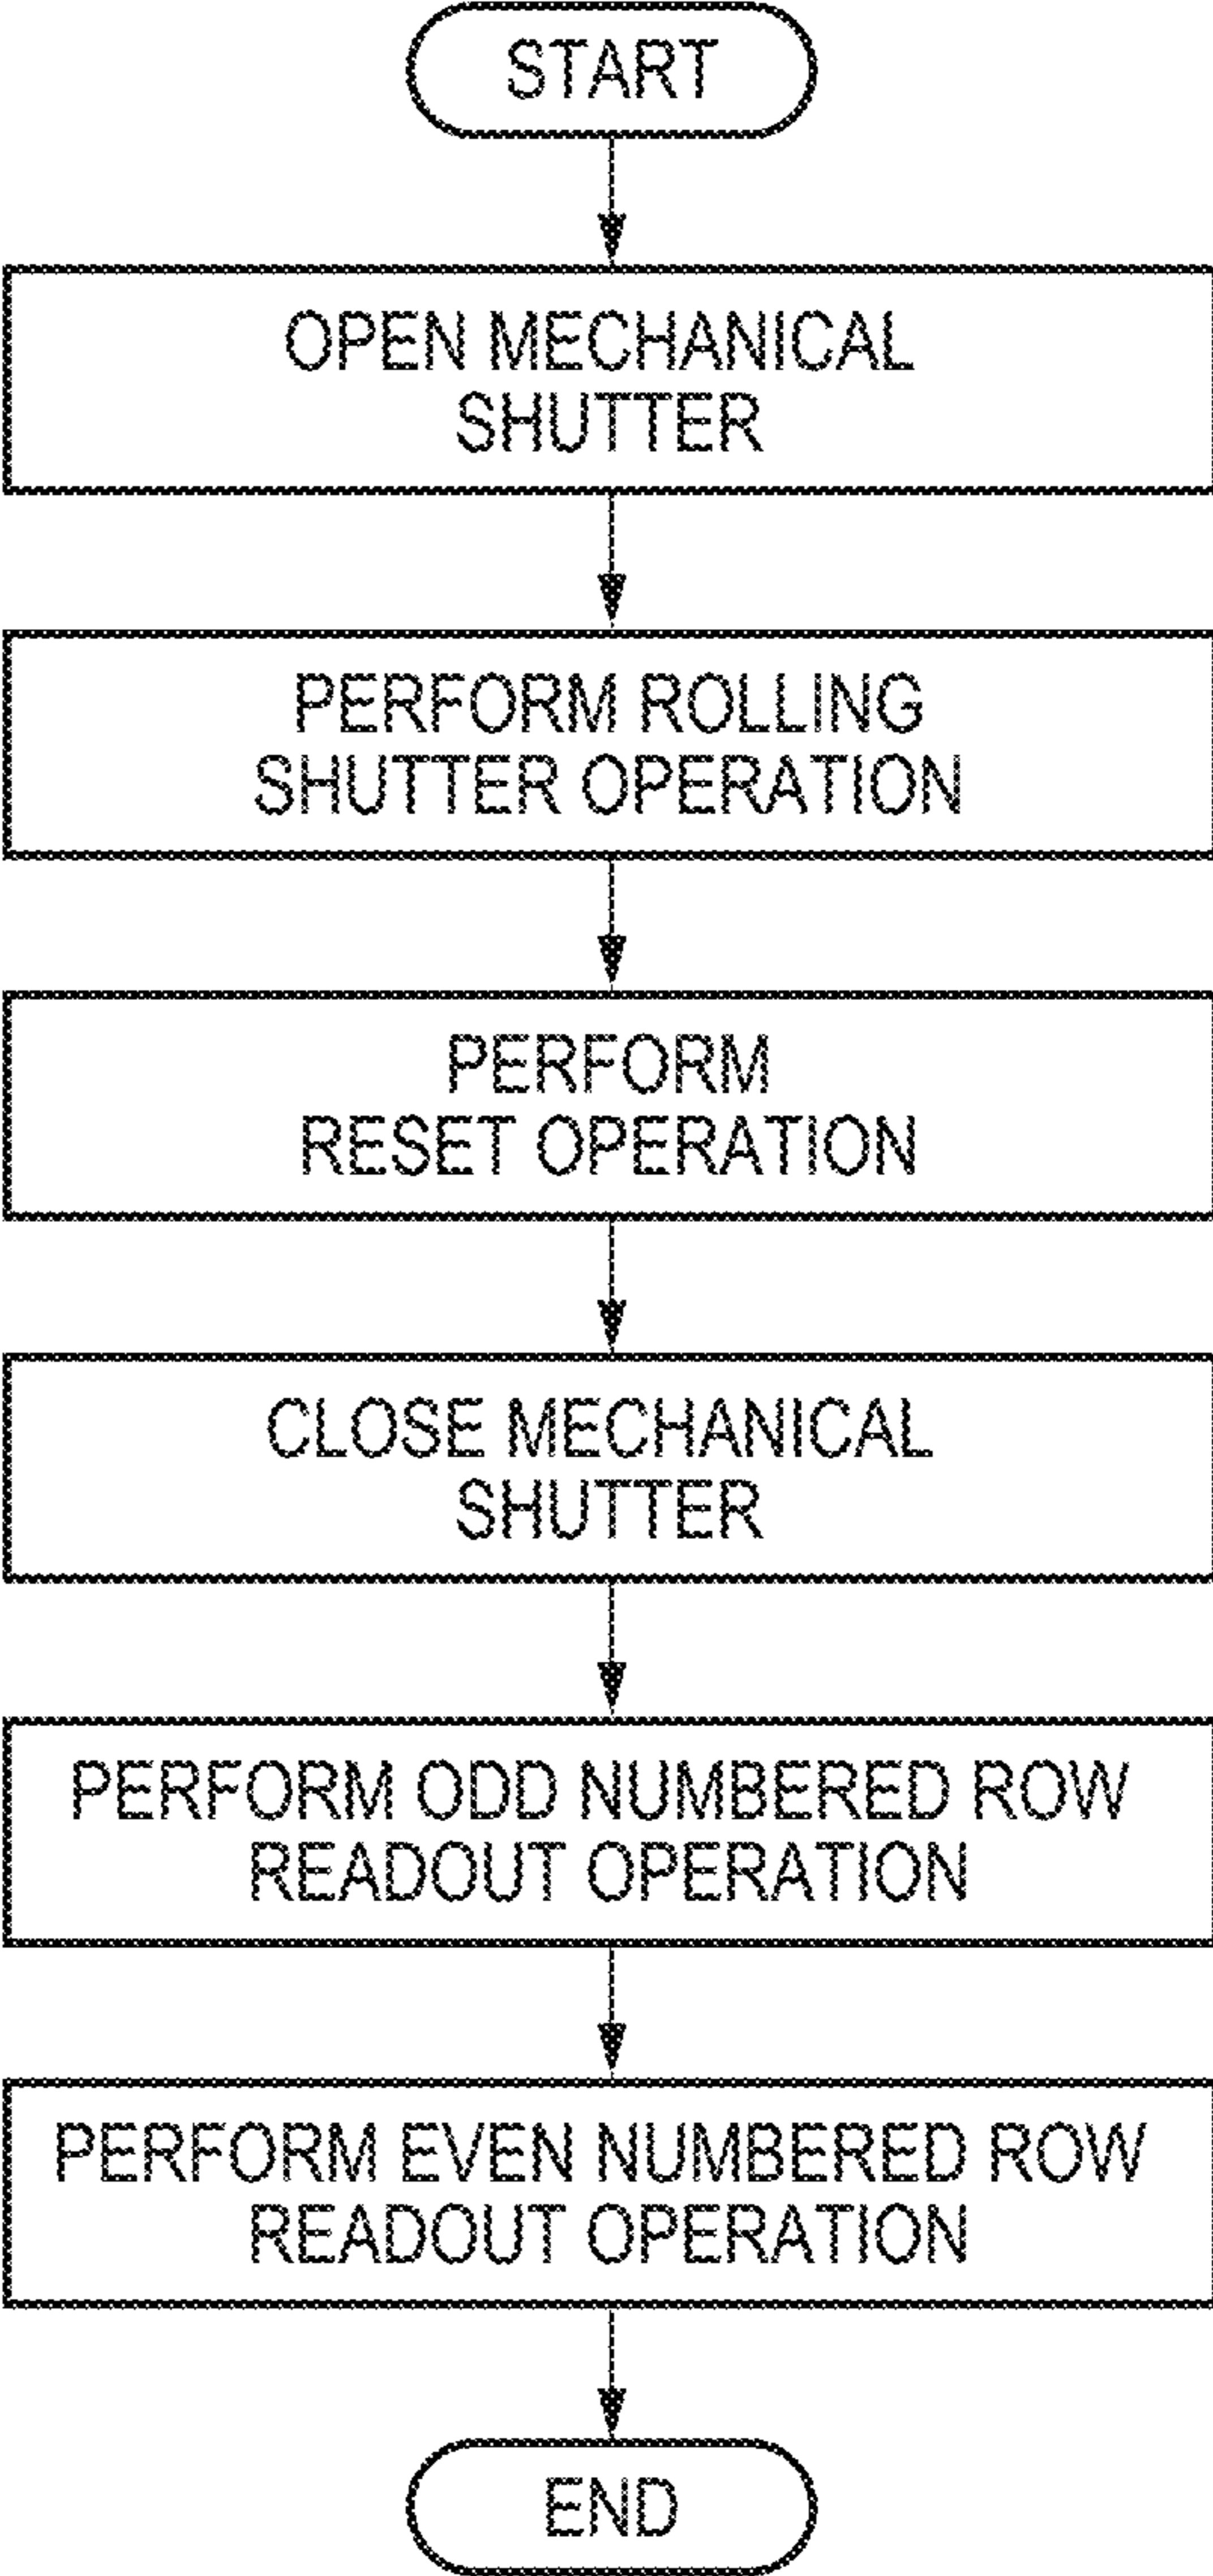 START
OPEN MECHANICAL
SHUTTER
PERFORM ROLLING
SHUTTER OPERATION
PERFORM
RESET OPERATION
CLOSE MECHANICAL
SHUTTER
PERFORM ODD NUMBERED ROW
READOUT OPERATION
PERFORM EVEN NUMBERED ROW
READOUT OPERATION
END